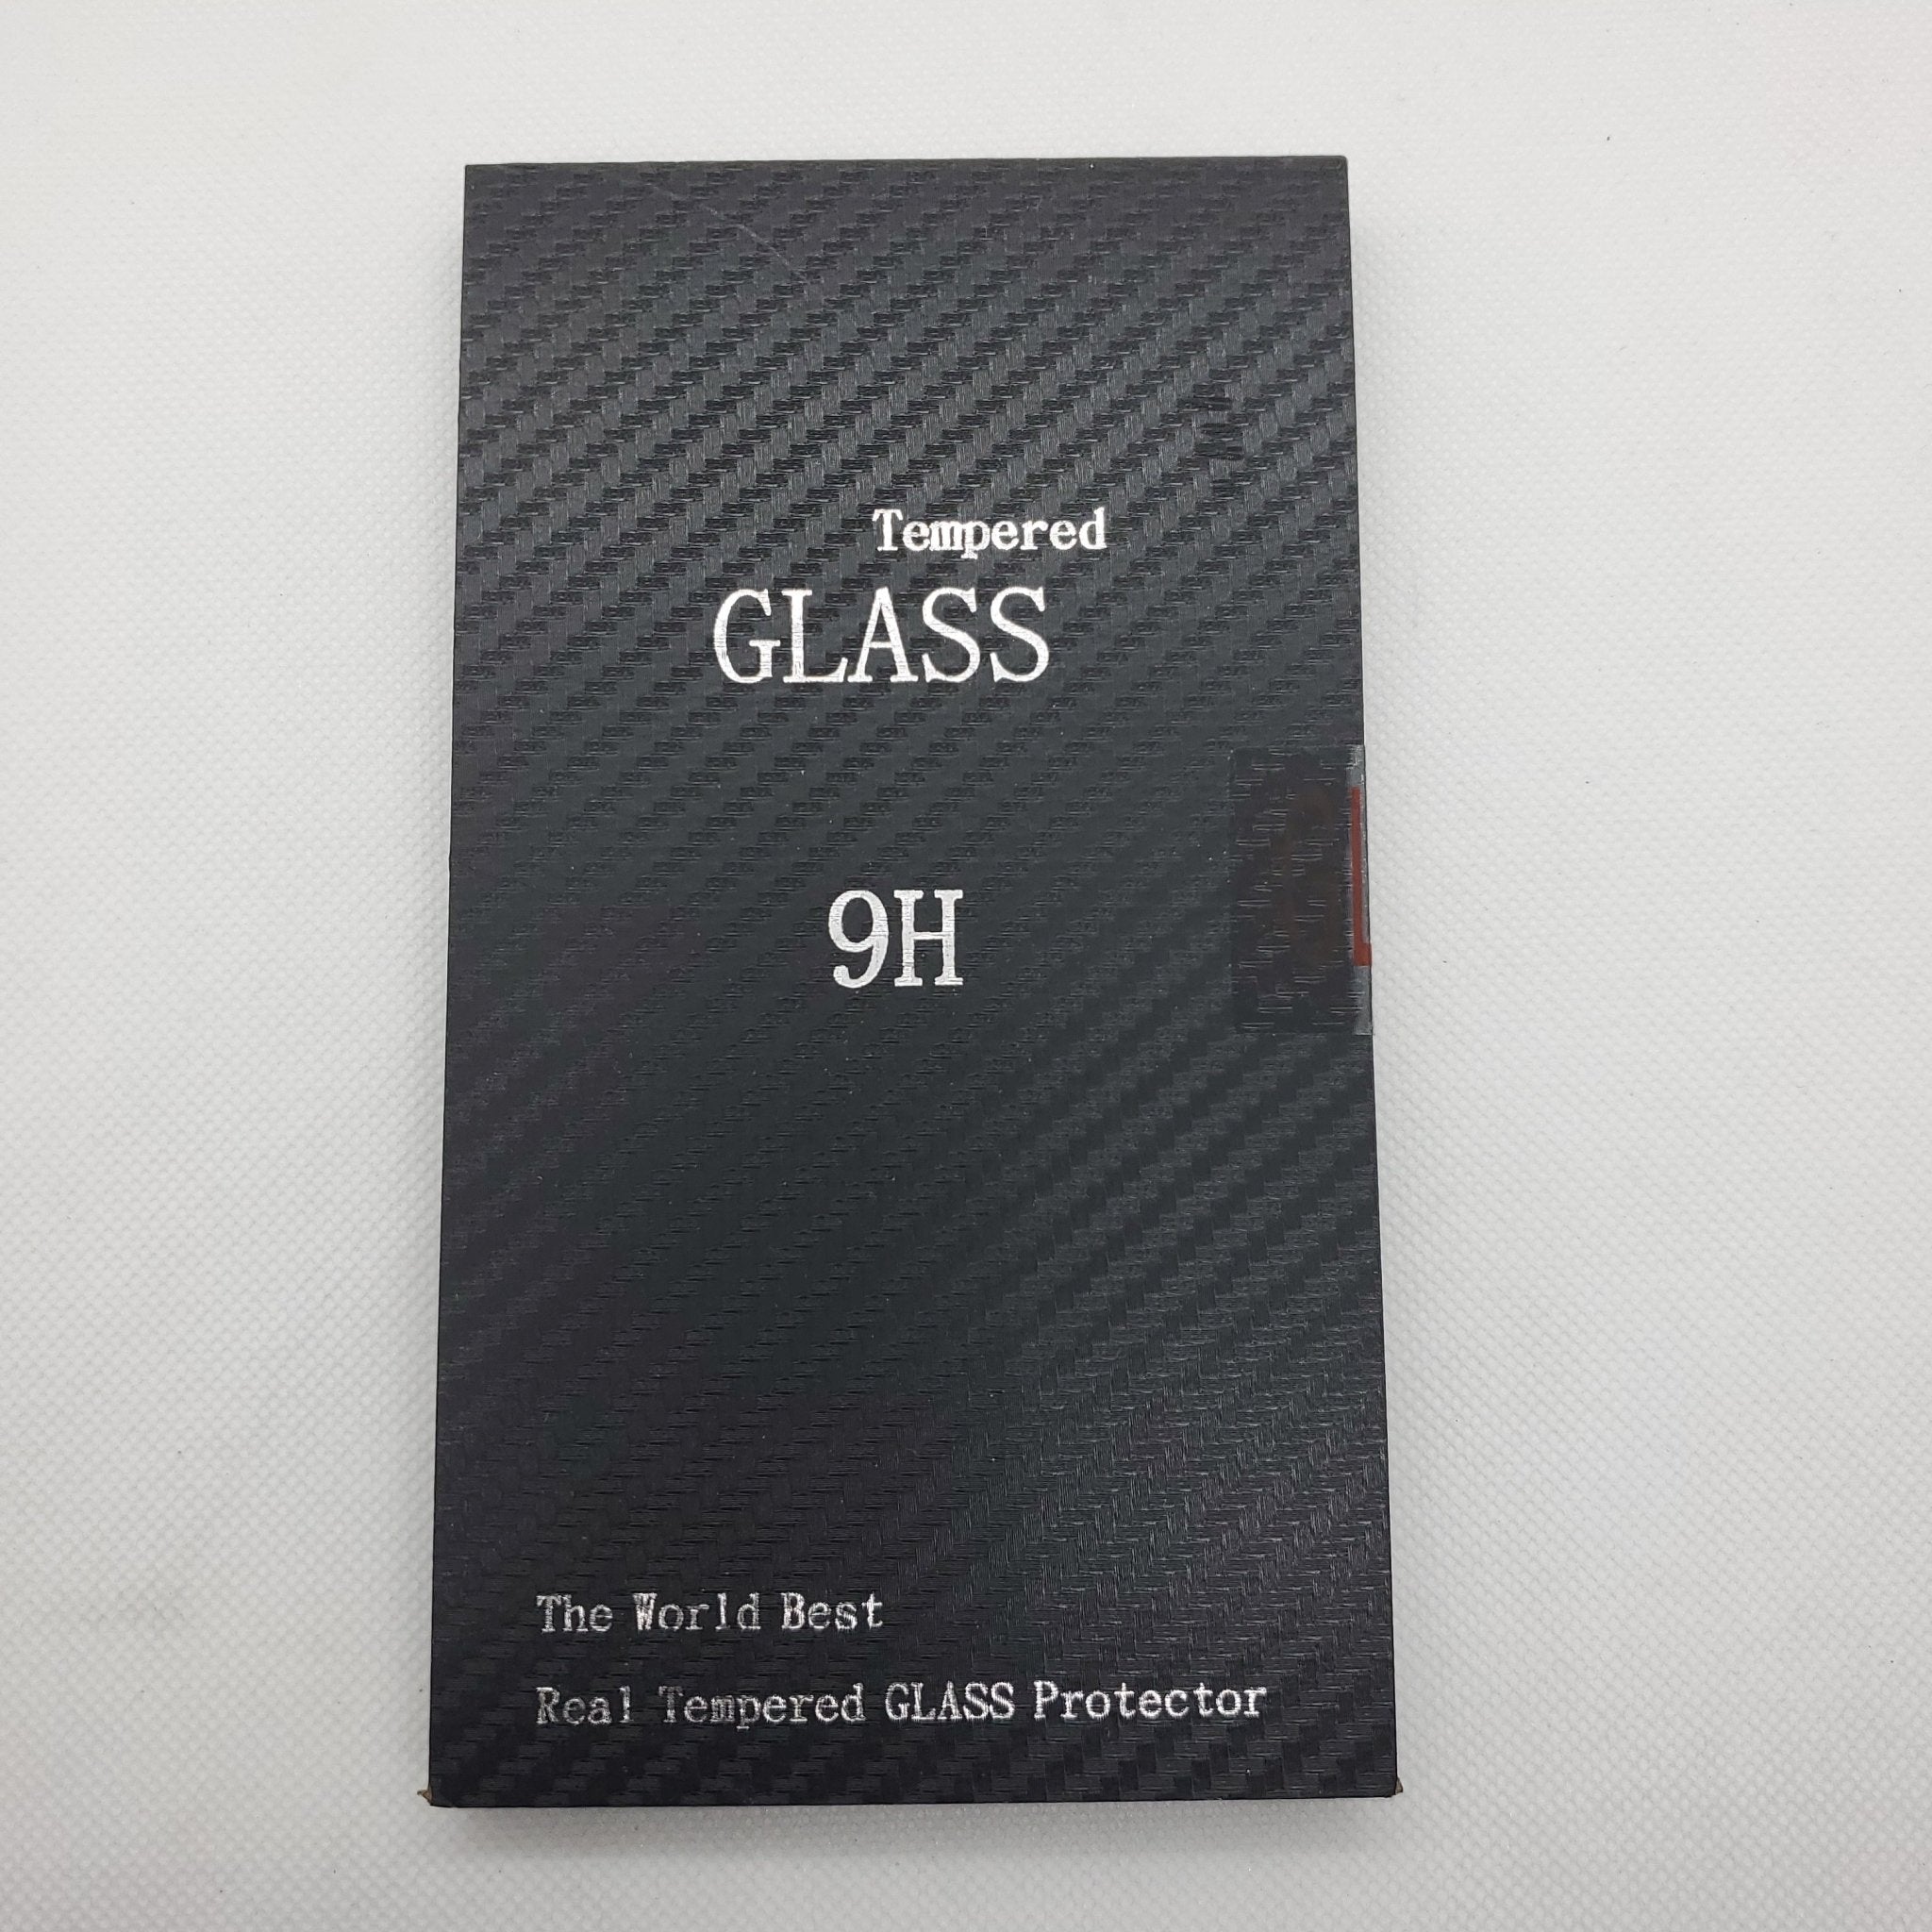 Tempered
GLASS
9H
The World Best
Real Tempered GLASS Protector